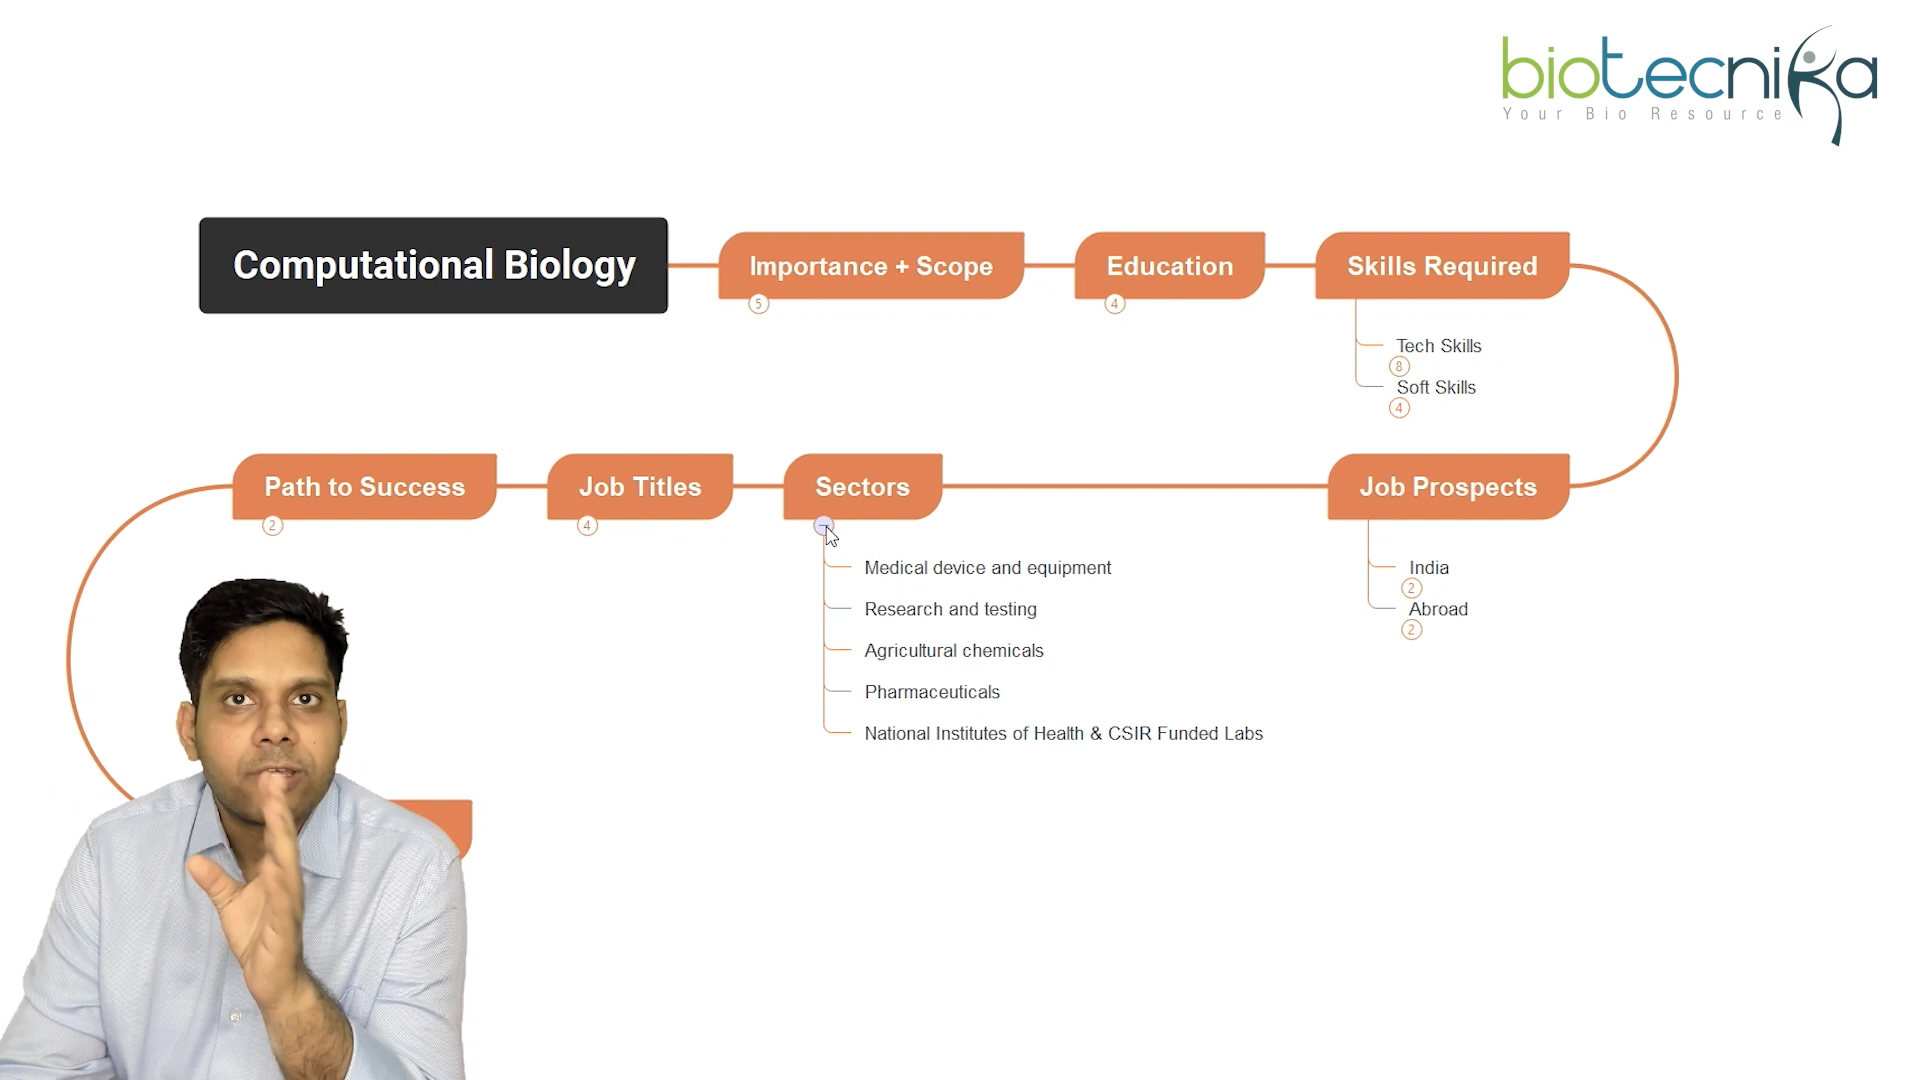 biotecnika
Your Bio Resource
Computational Biology
Importance + Scope
5
Education
4
Skills Required
Tech Skills
8
Soft Skills
4
Path to Success
2
Job Titles
4
Sectors
Medical device and equipment
Research and testing
Agricultural chemicals
Pharmaceuticals
National Institutes of Health & CSIR Funded Labs
Job Prospects
India
2
Abroad
2